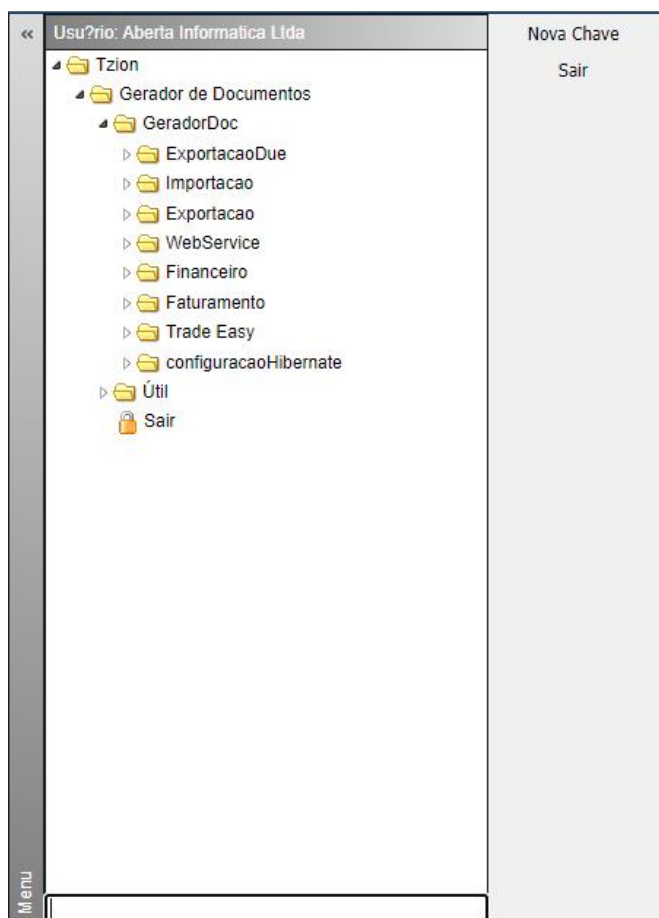 «
Usu?rio: Aberta Informatica Ltda
Tzion
Gerador de Documentos
GeradorDoc
ExportacaoDue
Importacao
Exportacao
WebService
Financeiro
Faturamento
Trade Easy
configuracaoHibernate
Útil
Sair
Menu
Nova Chave
Sair